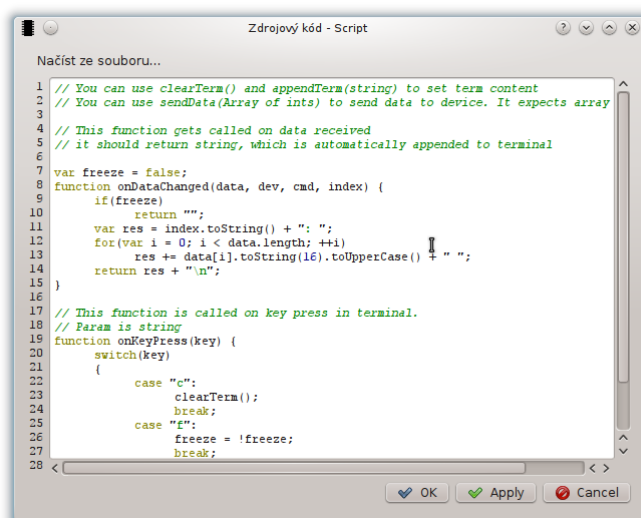 Zdrojový kód - Script
Načíst ze souboru...
1 // You can use clearTerm() and appendTerm(string) to set term content
2 // You can use sendData(Array of ints) to send data to device. It expects array
3
4 // This function gets called on data received
5 // it should return string, which is automatically appended to terminal
6
7 var freeze = false;
8 function onDataChanged(data, dev, cmd, index) {
9 if(freeze)
10 return "";
11 var res = index.toString() + ": ";
12 for(var i = 0; i < data.length; ++i)
13 res += data[i].toString(16).toUpperCase() + " ";
14 return res + "\n";
15 }
16
17 // This function is called on key press in terminal.
18 // Param is string
19 function onKeyPress(key) {
20 switch(key)
21 {
22 case "c":
23 clearTerm();
24 break;
25 case "f":
26 freeze = !freeze;
27 break;
28
OK Apply Cancel